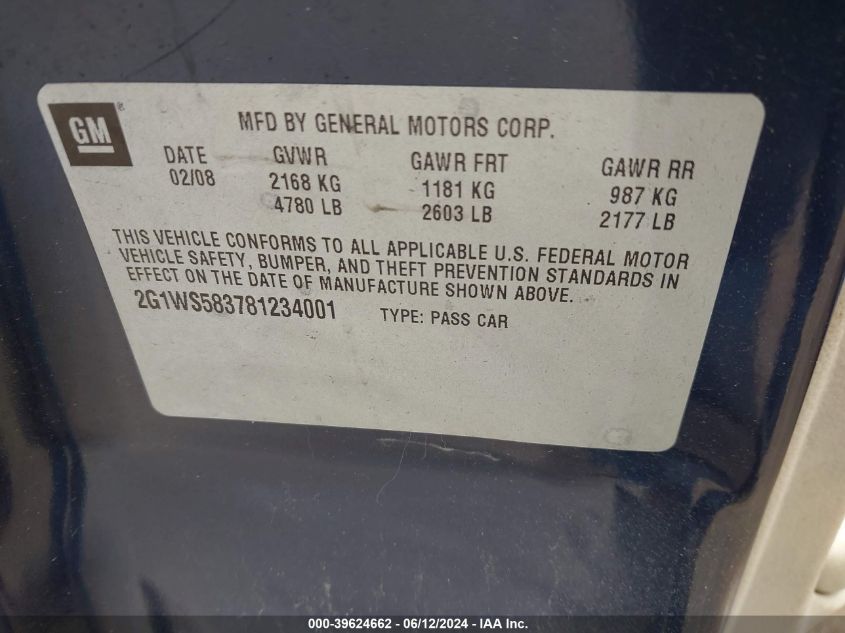 GM®
MFD BY GENERAL MOTORS CORP.
DATE GVWR GAWR FRT GAWR RR
02/08 2168 KG 1181 KG 987 KG
4780 LB 2603 LB 2177 LB
THIS VEHICLE CONFORMS TO ALL APPLICABLE U.S. FEDERAL MOTOR
VEHICLE SAFETY, BUMPER, AND THEFT PREVENTION STANDARDS IN
EFFECT ON THE DATE OF MANUFACTURE SHOWN ABOVE.
2G1WS583781234001 TYPE: PASS CAR
000-39624662 - 06/12/2024 - IAA Inc.